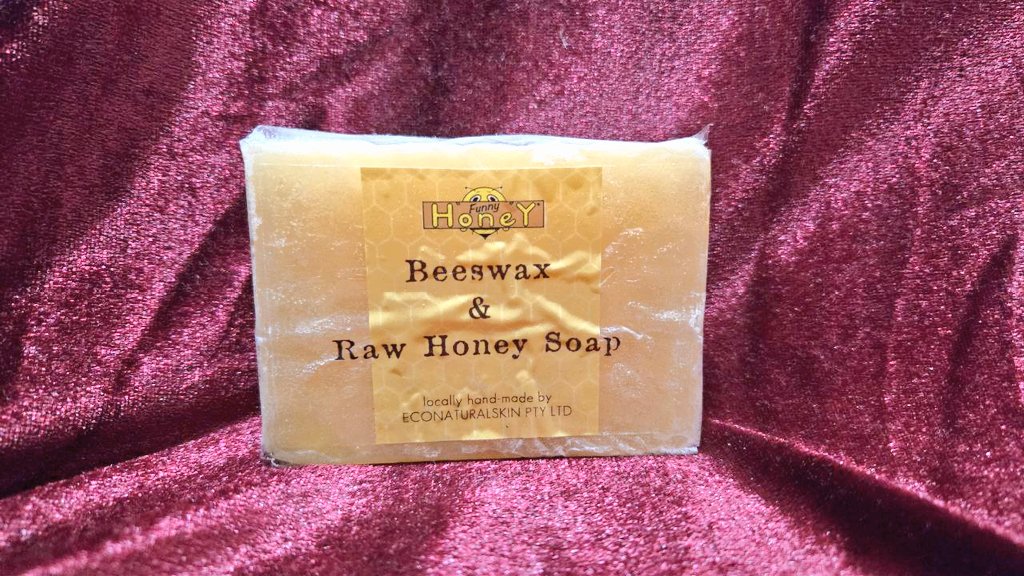 Funny
HoneY
Beeswax
&
Raw Honey Soap
locally hand-made by
ECONATURALSKIN PTY LTD